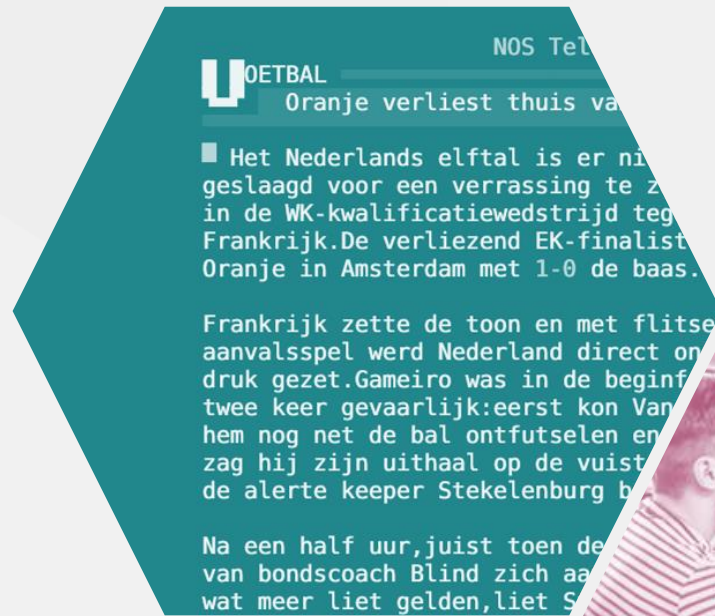 NOS Tel
VOETBAL
Oranje verliest thuis va
Het Nederlands elftal is er ni
geslaagd voor een verrassing te z
in de WK-kwalificatiewedstrijd teg
Frankrijk.De verliezend EK-finalist
Oranje in Amsterdam met 1-0 de baas.
Frankrijk zette de toon en met flitse
aanvalsspel werd Nederland direct on
druk gezet.Gameiro was in de beginf
twee keer gevaarlijk:eerst kon Van
hem nog net de bal ontfutselen en
zag hij zijn uithaal op de vuist
de alerte keeper Stekelenburg b
Na een half uur,juist toen de
van bondscoach Blind zich aa
wat meer liet gelden,liet S